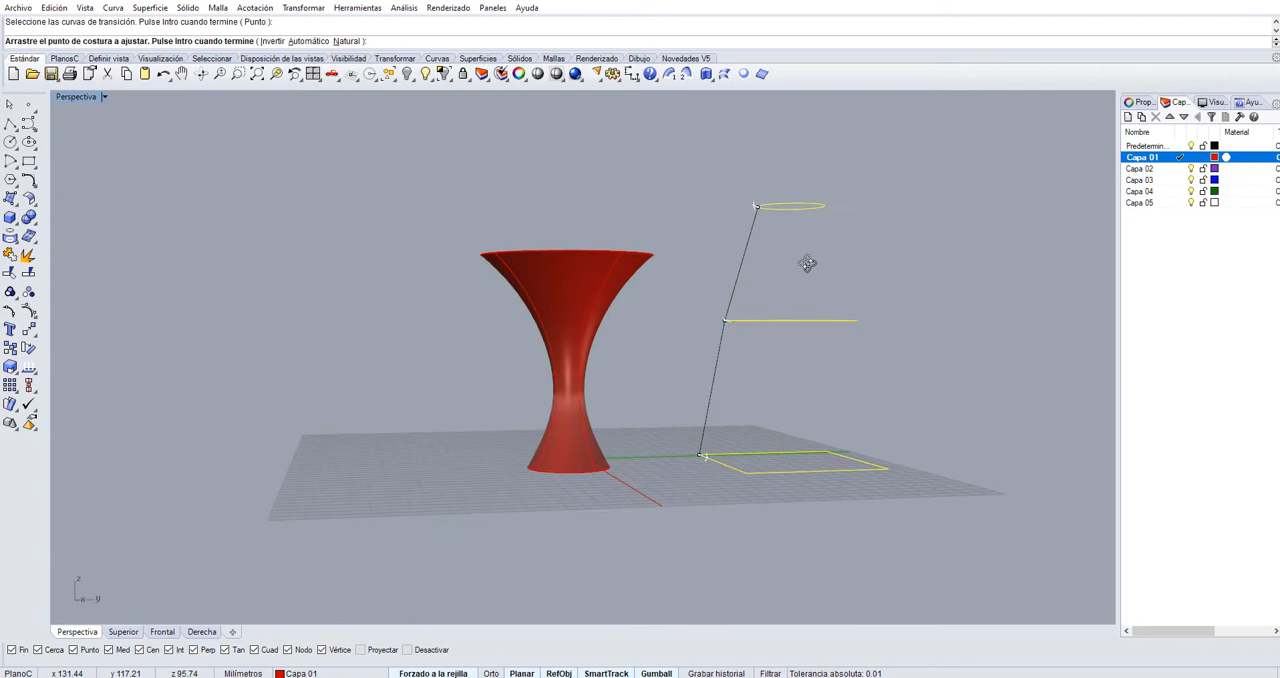 Archivo Edición Vista Curva Superficie Sólido Malla Acotación Transformar Herramientas Análisis Renderizado Paneles Ayuda
Seleccione las curvas de transición. Pulse Intro cuando termine ( Punto ):
Arrastre el punto de costura a ajustar. Pulse Intro cuando termine ( Invertir Automático Natural ):
Estándar PlanosC Definir vista Visualización Seleccionar Disposición de las vistas Visibilidad Transformar Curvas Superficies Sólidos Mallas Renderizado Dibujo Novedades V5
Perspectiva
Prop... Cap... Visu... Ayu...
Nombre Material
Predetermin...
Capa 01
Capa 02
Capa 03
Capa 04
Capa 05
z
x y
Perspectiva Superior Frontal Derecha
Fin Cerca Punto Med Cen Int Perp Tan Cuad Nodo Vértice Proyectar Desactivar
PlanoC x 131.44 y 117.21 z 95.74 Milímetros Capa 01 Forzado a la rejilla Orto Planar RefObj SmartTrack Gumball Grabar historial Filtrar Tolerancia absoluta: 0.01